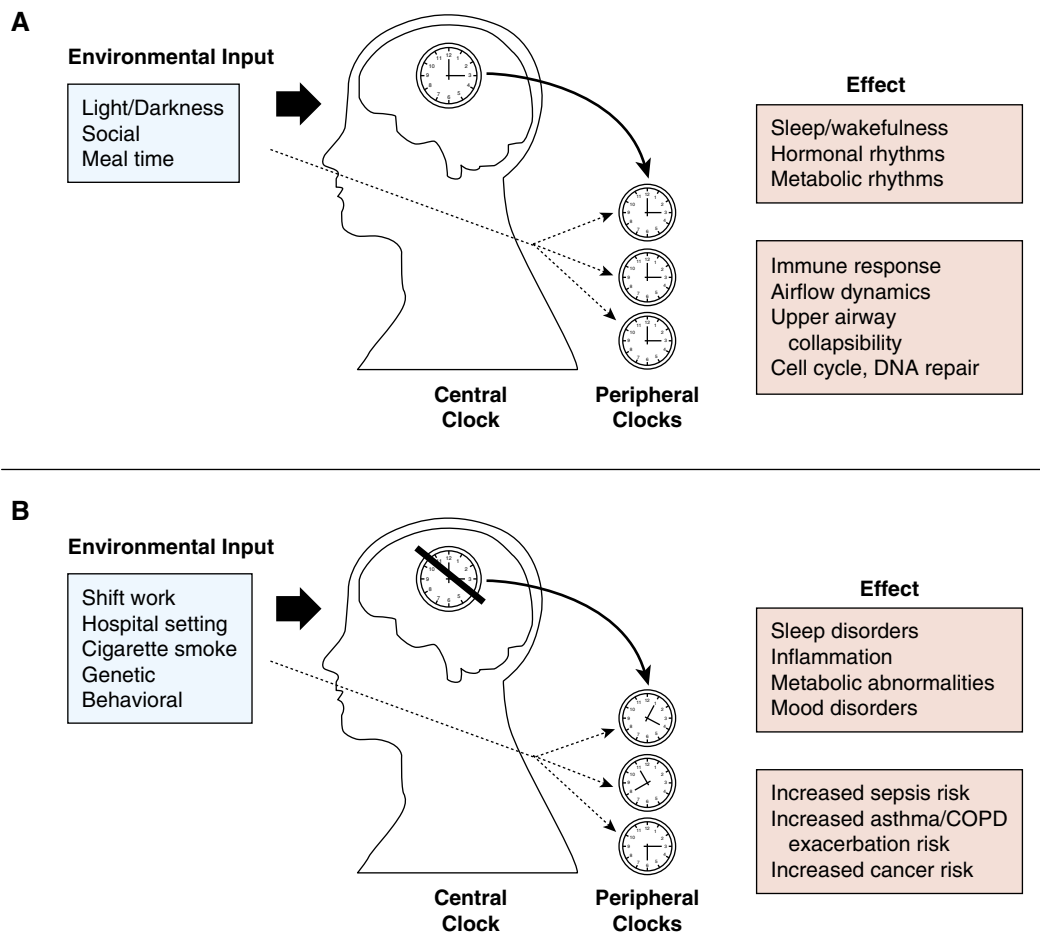 A
Environmental Input
Light/Darkness
Social
Meal time
Effect
Sleep/wakefulness
Hormonal rhythms
Metabolic rhythms
Immune response
Airflow dynamics
Upper airway
collapsibility
Cell cycle, DNA repair
Central
Clock
Peripheral
Clocks
B
Environmental Input
Shift work
Hospital setting
Cigarette smoke
Genetic
Behavioral
Effect
Sleep disorders
Inflammation
Metabolic abnormalities
Mood disorders
Increased sepsis risk
Increased asthma/COPD
exacerbation risk
Increased cancer risk
Central
Clock
Peripheral
Clocks